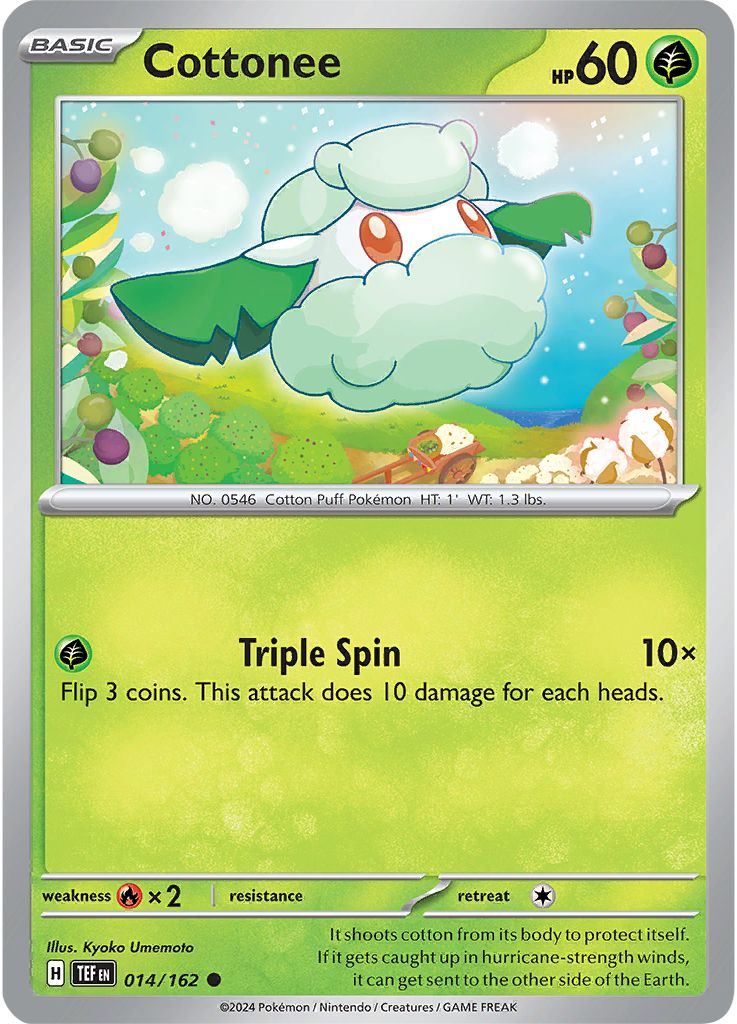 BASIC
Cottonee
HP 60
NO. 0546 Cotton Puff Pokémon HT: 1' WT: 1.3 lbs.
Triple Spin 10×
Flip 3 coins. This attack does 10 damage for each heads.
weakness ×2 resistance retreat
Illus. Kyoko Umemoto
It shoots cotton from its body to protect itself.
If it gets caught up in hurricane-strength winds,
it can get sent to the other side of the Earth.
H TEF EN 014/162
©2024 Pokémon / Nintendo / Creatures / GAME FREAK